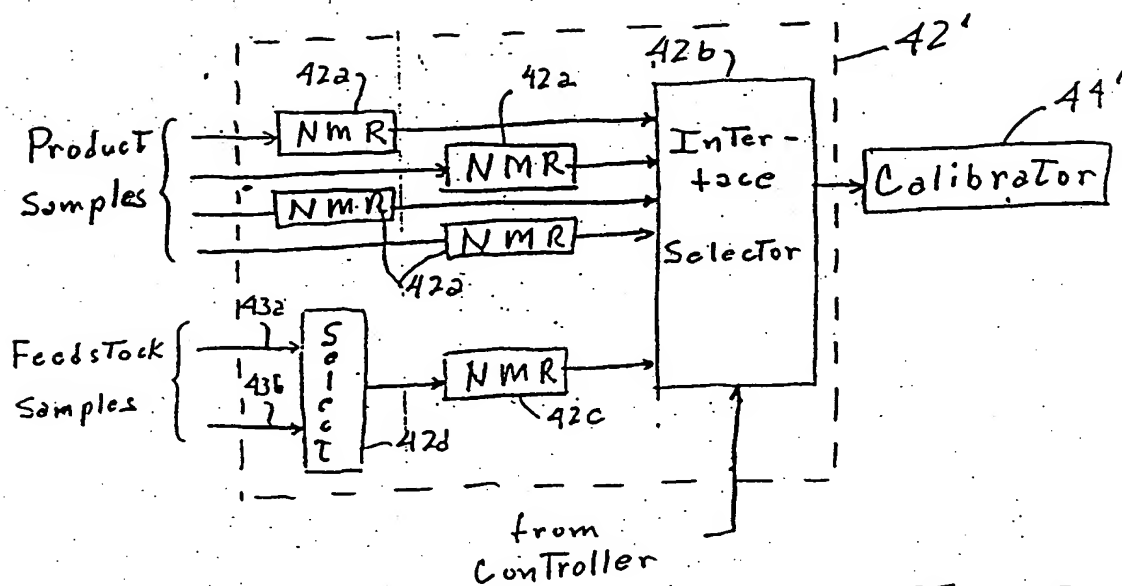 42'
42b
42a
42a
44'
Product
Samples
NMR
NMR
NMR
NMR
42a
Inter-
face
Selector
Calibrator
Feedstock
Samples
43a
43b
Select
42d
NMR
42c
from
Controller